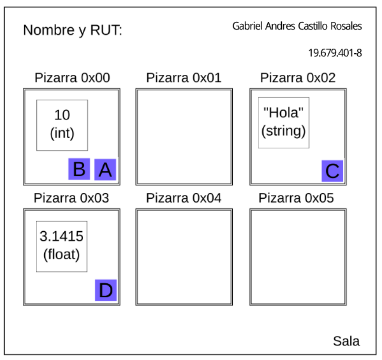 Nombre y RUT:
Gabriel Andres Castillo Rosales
19.679.401-8
Pizarra 0x00
Pizarra 0x01
Pizarra 0x02
10
(int)
B A
"Hola"
(string)
C
Pizarra 0x03
Pizarra 0x04
Pizarra 0x05
3.1415
(float)
D
Sala